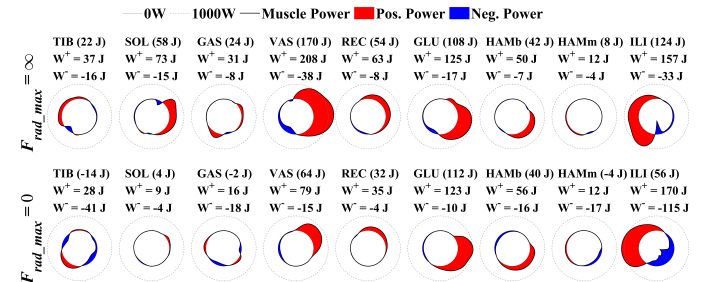 0W 1000W Muscle Power Pos. Power Neg. Power
F rad_max = ∞
TIB (22 J) SOL (58 J) GAS (24 J) VAS (170 J) REC (54 J) GLU (108 J) HAMb (42 J) HAMm (8 J) ILI (124 J)
W+ = 37 J W+ = 73 J W+ = 31 J W+ = 208 J W+ = 63 J W+ = 125 J W+ = 50 J W+ = 12 J W+ = 157 J
W- = -16 J W- = -15 J W- = -8 J W- = -38 J W- = -8 J W- = -17 J W- = -7 J W- = -4 J W- = -33 J
F rad_max = 0
TIB (-14 J) SOL (4 J) GAS (-2 J) VAS (64 J) REC (32 J) GLU (112 J) HAMb (40 J) HAMm (-4 J) ILI (56 J)
W+ = 28 J W+ = 9 J W+ = 16 J W+ = 79 J W+ = 35 J W+ = 123 J W+ = 56 J W+ = 12 J W+ = 170 J
W- = -41 J W- = -4 J W- = -18 J W- = -15 J W- = -4 J W- = -10 J W- = -16 J W- = -17 J W- = -115 J